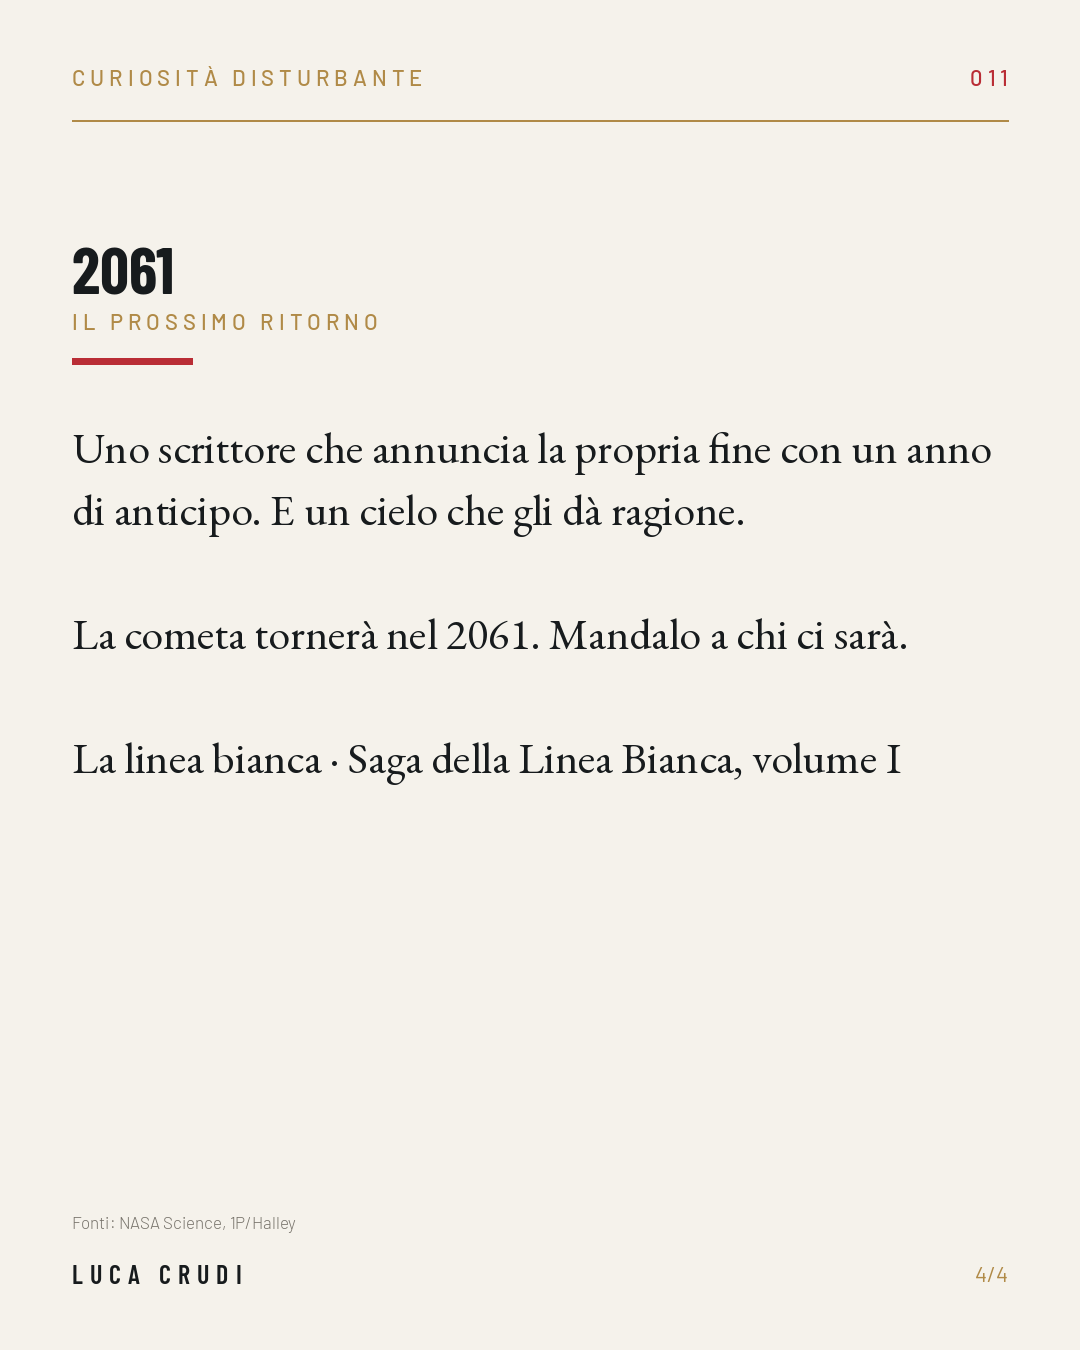 CURIOSITÀ DISTURBANTE
011
2061
IL PROSSIMO RITORNO
Uno scrittore che annuncia la propria fine con un anno
di anticipo. E un cielo che gli dà ragione.
La cometa tornerà nel 2061. Mandalo a chi ci sarà.
La linea bianca · Saga della Linea Bianca, volume I
Fonti: NASA Science, 1P/Halley
LUCA CRUDI
4/4